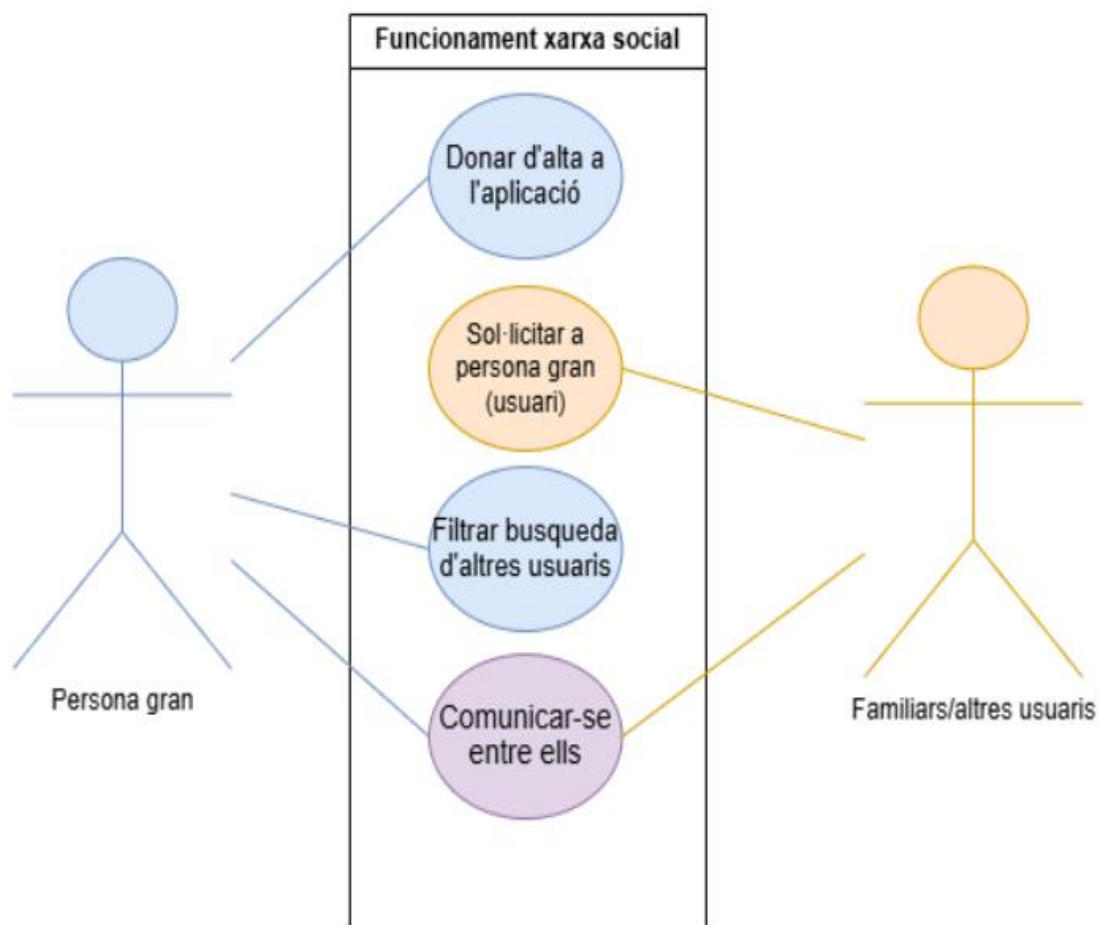 Funcionament xarxa social
Donar d'alta a
l'aplicació
Sol·licitar a
persona gran
(usuari)
Filtrar busqueda
d'altres usuaris
Comunicar-se
entre ells
Persona gran
Familiars/altres usuaris